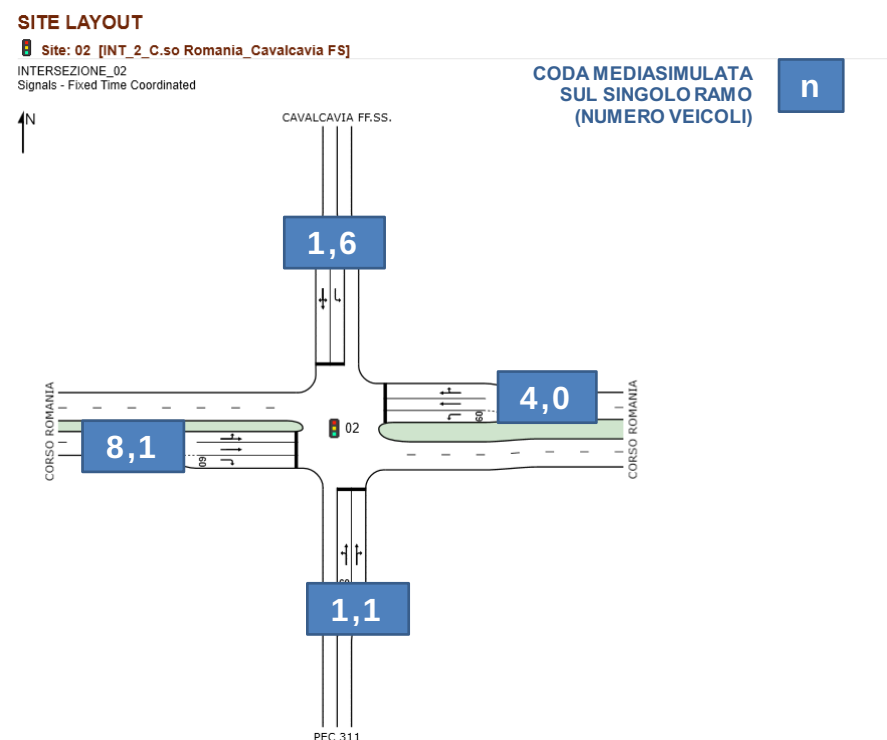 SITE LAYOUT
Site: 02 [INT_2_C.so Romania_Cavalcavia FS]
INTERSEZIONE_02
Signals - Fixed Time Coordinated
CODA MEDIASIMULATA
SUL SINGOLO RAMO
(NUMERO VEICOLI)
n
N
CAVALCAVIA FF.SS.
1,6
CORSO ROMANIA
4,0
60
CORSO ROMANIA
8,1
60
02
1,1
PEC 311